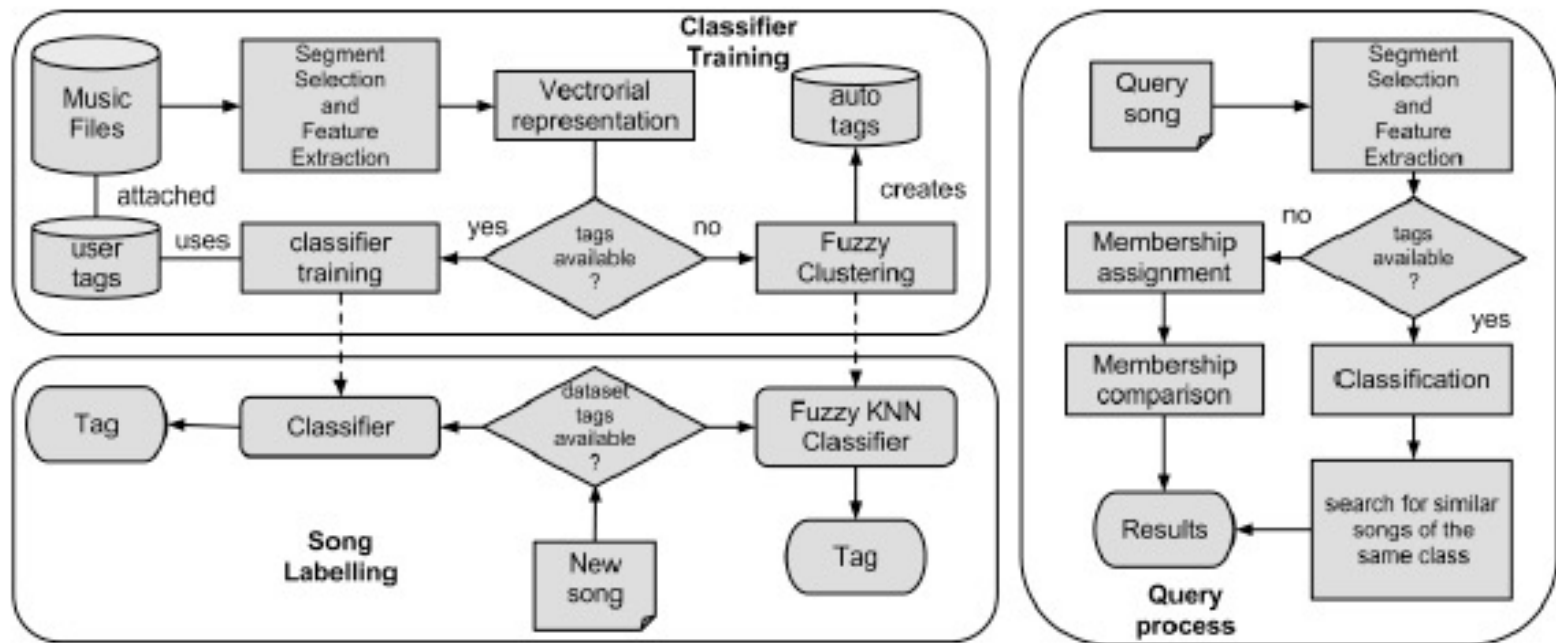 Classifier
Training
Music
Files
Segment
Selection
and
Feature
Extraction
Vectrorial
representation
auto
tags
attached
creates
user
tags
uses
classifier
training
yes
tags
available
?
no
Fuzzy
Clustering
Tag
Classifier
dataset
tags
available
?
Fuzzy KNN
Classifier
Song
Labelling
New
song
Tag
Query
song
Segment
Selection
and
Feature
Extraction
no
Membership
assignment
tags
available
?
yes
Membership
comparison
Classification
Results
search for similar
songs of the
same class
Query
process